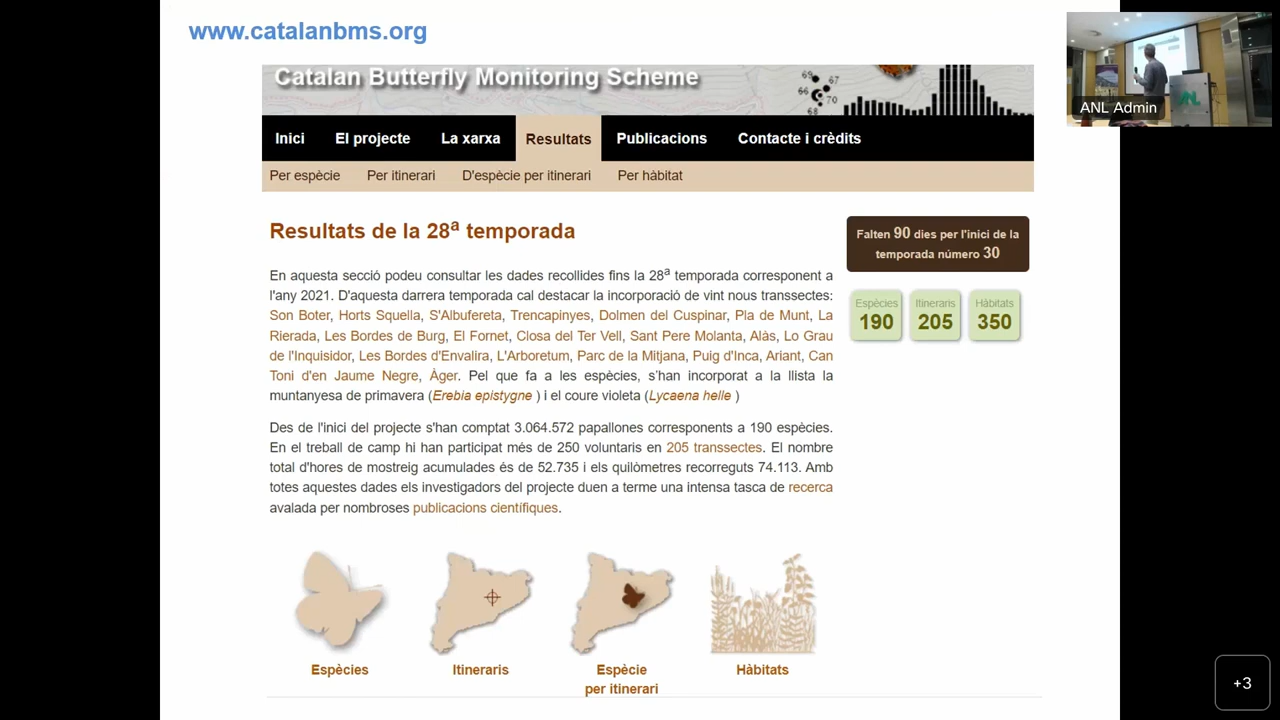 www.catalanbms.org
Catalan Butterfly Monitoring Scheme
69 67
66 70
68
Inici El projecte La xarxa Resultats Publicacions Contacte i crèdits
Per espècie Per itinerari D'espècie per itinerari Per hàbitat
Resultats de la 28ª temporada
En aquesta secció podeu consultar les dades recollides fins la 28ª temporada corresponent a
l'any 2021. D'aquesta darrera temporada cal destacar la incorporació de vint nous transsectes:
Son Boter, Horts Squella, S'Albufereta, Trencapinyes, Dolmen del Cuspinar, Pla de Munt, La
Rierada, Les Bordes de Burg, El Fornet, Closa del Ter Vell, Sant Pere Molanta, Alàs, Lo Grau
de l'Inquisidor, Les Bordes d'Envalira, L'Arboretum, Parc de la Mitjana, Puig d'Inca, Ariant, Can
Toni d'en Jaume Negre, Àger. Pel que fa a les espècies, s'han incorporat a la llista la
muntanyesa de primavera (Erebia epistygne ) i el coure violeta (Lycaena helle )
Des de l'inici del projecte s'han comptat 3.064.572 papallones corresponents a 190 espècies.
En el treball de camp hi han participat més de 250 voluntaris en 205 transsectes. El nombre
total d'hores de mostreig acumulades és de 52.735 i els quilòmetres recorreguts 74.113. Amb
totes aquestes dades els investigadors del projecte duen a terme una intensa tasca de recerca
avalada per nombroses publicacions científiques.
Falten 90 dies per l'inici de la
temporada número 30
Espècies Itineraris Hàbitats
190 205 350
Espècies Itineraris Espècie Hàbitats
per itinerari
ANL Admin
ANL
+3